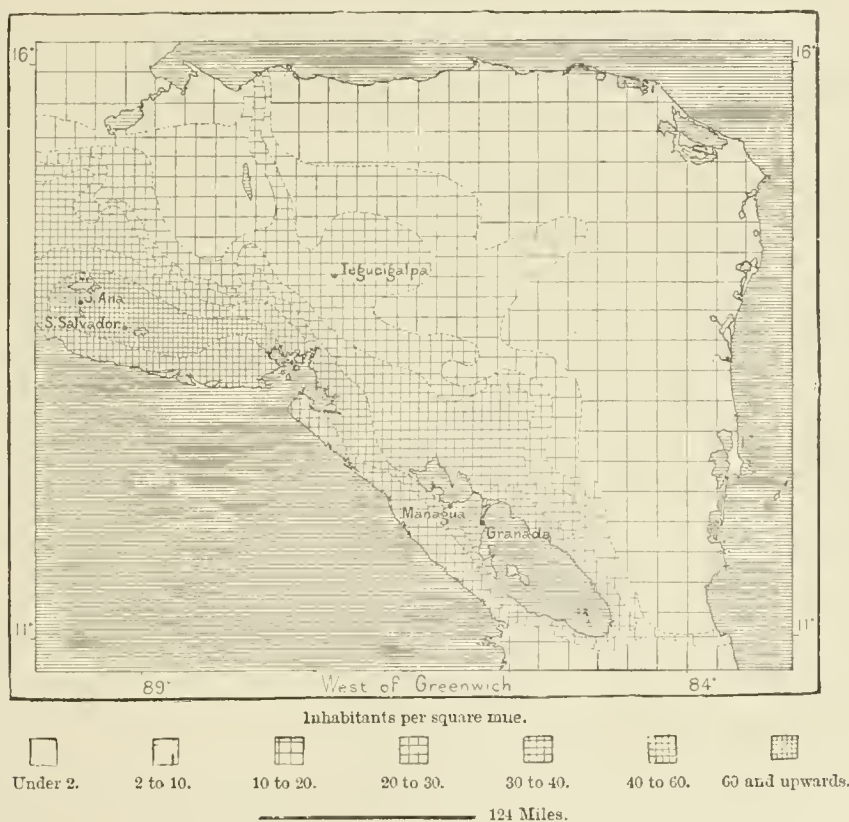 16° 16°
Tegucigalpa
S. Ana
S. Salvador.
Managua
Granada
11° 11°
89° West of Greenwich 84°
Inhabitants per square mue.
Under 2. 2 to 10. 10 to 20. 20 to 30. 30 to 40. 40 to 60. 60 and upwards.
124 Miles.